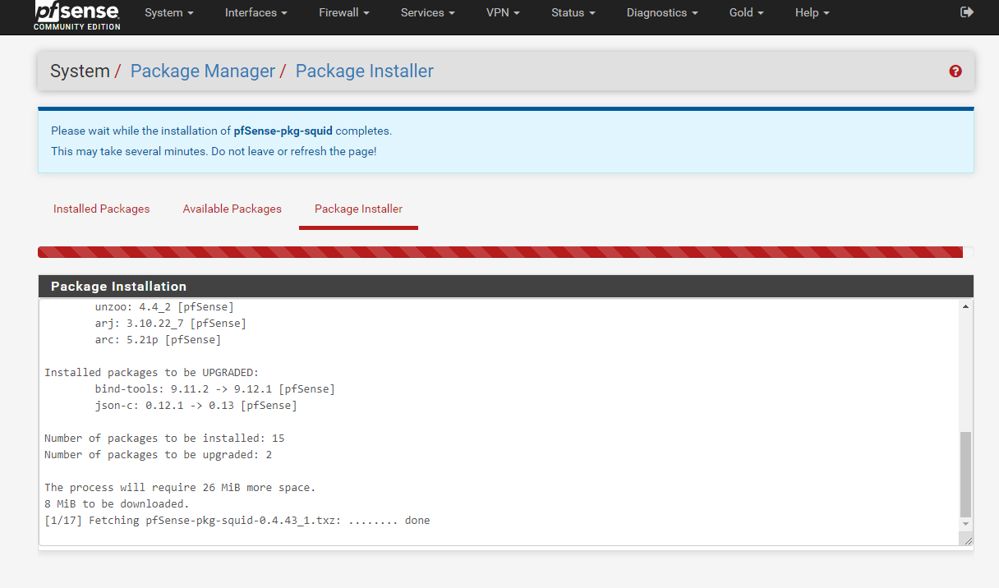 pfsense
COMMUNITY EDITION
System Interfaces Firewall Services VPN Status Diagnostics Gold Help
System / Package Manager / Package Installer
Please wait while the installation of pfSense-pkg-squid completes.
This may take several minutes. Do not leave or refresh the page!
Installed Packages Available Packages Package Installer
Package Installation
unzoo: 4.4_2 [pfSense]
arj: 3.10.22_7 [pfSense]
arc: 5.21p [pfSense]
Installed packages to be UPGRADED:
bind-tools: 9.11.2 -> 9.12.1 [pfSense]
json-c: 0.12.1 -> 0.13 [pfSense]
Number of packages to be installed: 15
Number of packages to be upgraded: 2
The process will require 26 MiB more space.
8 MiB to be downloaded.
[1/17] Fetching pfSense-pkg-squid-0.4.43_1.txz: ........ done